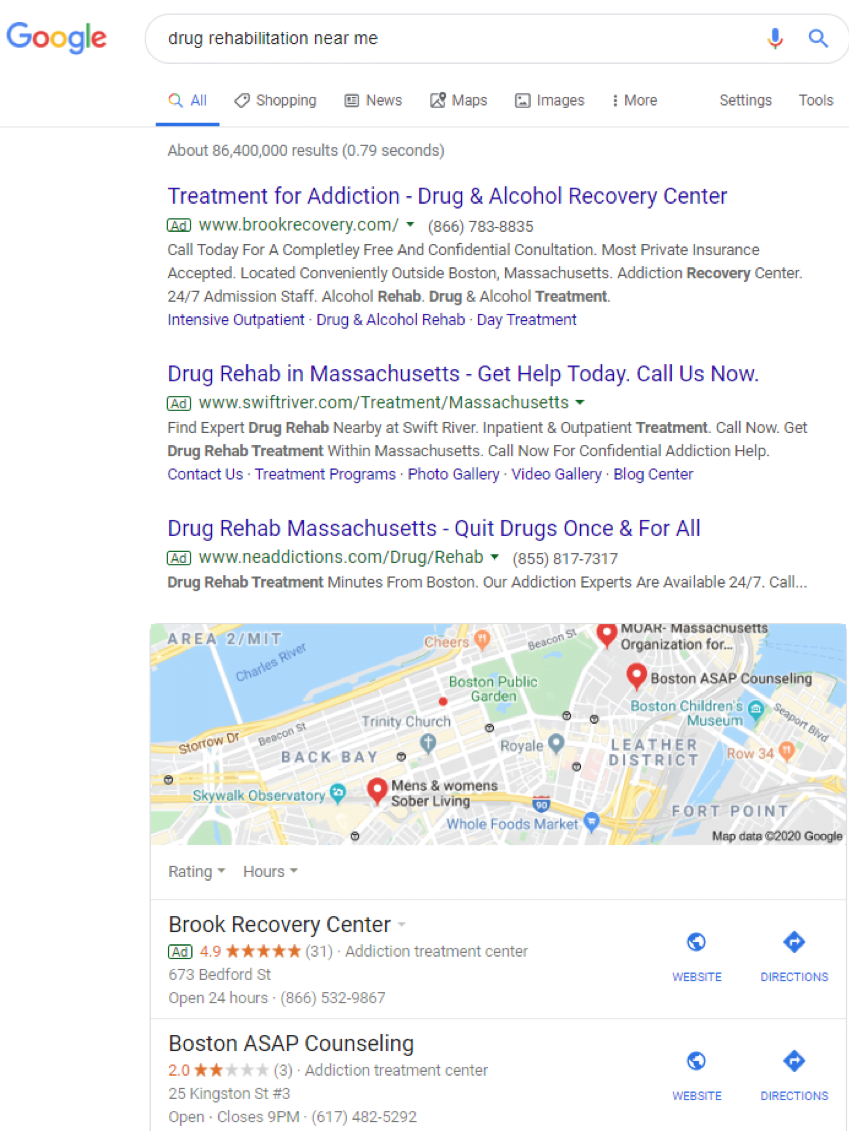 Google
drug rehabilitation near me
All Shopping News Maps Images More Settings Tools
About 86,400,000 results (0.79 seconds)
Treatment for Addiction - Drug & Alcohol Recovery Center
Ad www.brookrecovery.com/ (866) 783-8835
Call Today For A Completley Free And Confidential Conultation. Most Private Insurance
Accepted. Located Conveniently Outside Boston, Massachusetts. Addiction Recovery Center.
24/7 Admission Staff. Alcohol Rehab. Drug & Alcohol Treatment.
Intensive Outpatient · Drug & Alcohol Rehab · Day Treatment
Drug Rehab in Massachusetts - Get Help Today. Call Us Now.
Ad www.swiftriver.com/Treatment/Massachusetts
Find Expert Drug Rehab Nearby at Swift River. Inpatient & Outpatient Treatment. Call Now. Get
Drug Rehab Treatment Within Massachusetts. Call Now For Confidential Addiction Help.
Contact Us · Treatment Programs · Photo Gallery · Video Gallery · Blog Center
Drug Rehab Massachusetts - Quit Drugs Once & For All
Ad www.neaddictions.com/Drug/Rehab (855) 817-7317
Drug Rehab Treatment Minutes From Boston. Our Addiction Experts Are Available 24/7. Call...
AREA 2/MIT
Charles River
Cheers
Beacon St
MOAR- Massachusetts
Organization for...
Boston Public
Garden
Boston ASAP Counseling
Boston Children's
Museum
Seaport Blvd
Trinity Church
Storrow Dr
Beacon St
BACK BAY
Royale
LEATHER
DISTRICT
Row 34
Skywalk Observatory
Mens & womens
Sober Living
90
Whole Foods Market
FORT POINT
Map data ©2020 Google
Rating Hours
Brook Recovery Center
Ad 4.9 (31) · Addiction treatment center
673 Bedford St
Open 24 hours · (866) 532-9867
WEBSITE DIRECTIONS
Boston ASAP Counseling
2.0 (3) · Addiction treatment center
25 Kingston St #3
Open · Closes 9PM · (617) 482-5292
WEBSITE DIRECTIONS